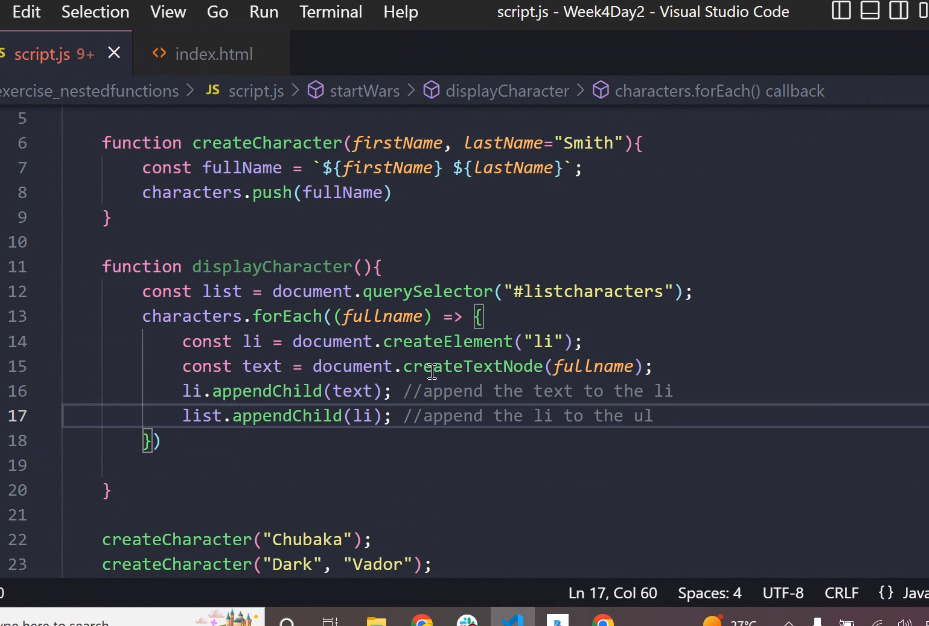 Edit Selection View Go Run Terminal Help script.js - Week4Day2 - Visual Studio Code
script.js 9+ × <> index.html
exercise_nestedfunctions > JS script.js > startWars > displayCharacter > characters.forEach() callback
5
6 function createCharacter(firstName, lastName="Smith"){
7 const fullName = `${firstName} ${lastName}`;
8 characters.push(fullName)
9 }
10
11 function displayCharacter(){
12 const list = document.querySelector("#listcharacters");
13 characters.forEach((fullname) => {
14 const li = document.createElement("li");
15 const text = document.createTextNode(fullname);
16 li.appendChild(text); //append the text to the li
17 list.appendChild(li); //append the li to the ul
18 })
19
20 }
21
22 createCharacter("Chubaka");
23 createCharacter("Dark", "Vador");
0 Ln 17, Col 60 Spaces: 4 UTF-8 CRLF {} Java
here to search 27°C